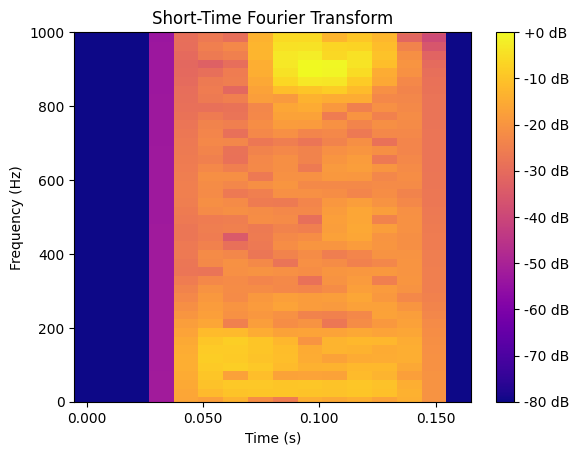 Short-Time Fourier Transform
1000
800
600
400
200
0
Frequency (Hz)
0.000
0.050
0.100
0.150
Time (s)
+0 dB
-10 dB
-20 dB
-30 dB
-40 dB
-50 dB
-60 dB
-70 dB
-80 dB